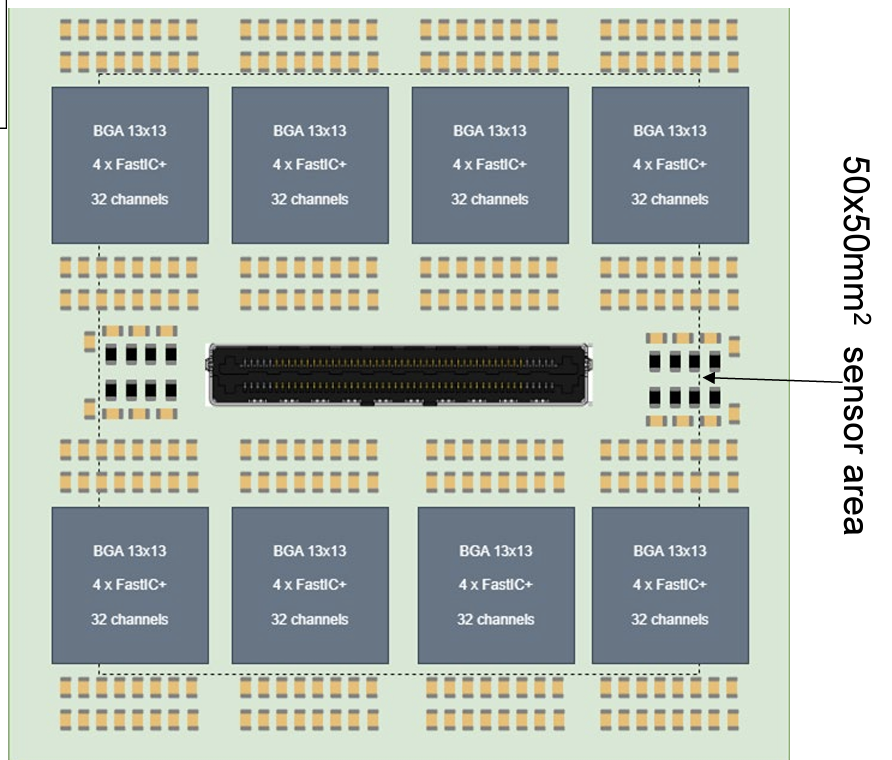 BGA 13x13
4 x FastIC+
32 channels
BGA 13x13
4 x FastIC+
32 channels
BGA 13x13
4 x FastIC+
32 channels
BGA 13x13
4 x FastIC+
32 channels
50x50mm² sensor area
BGA 13x13
4 x FastIC+
32 channels
BGA 13x13
4 x FastIC+
32 channels
BGA 13x13
4 x FastIC+
32 channels
BGA 13x13
4 x FastIC+
32 channels